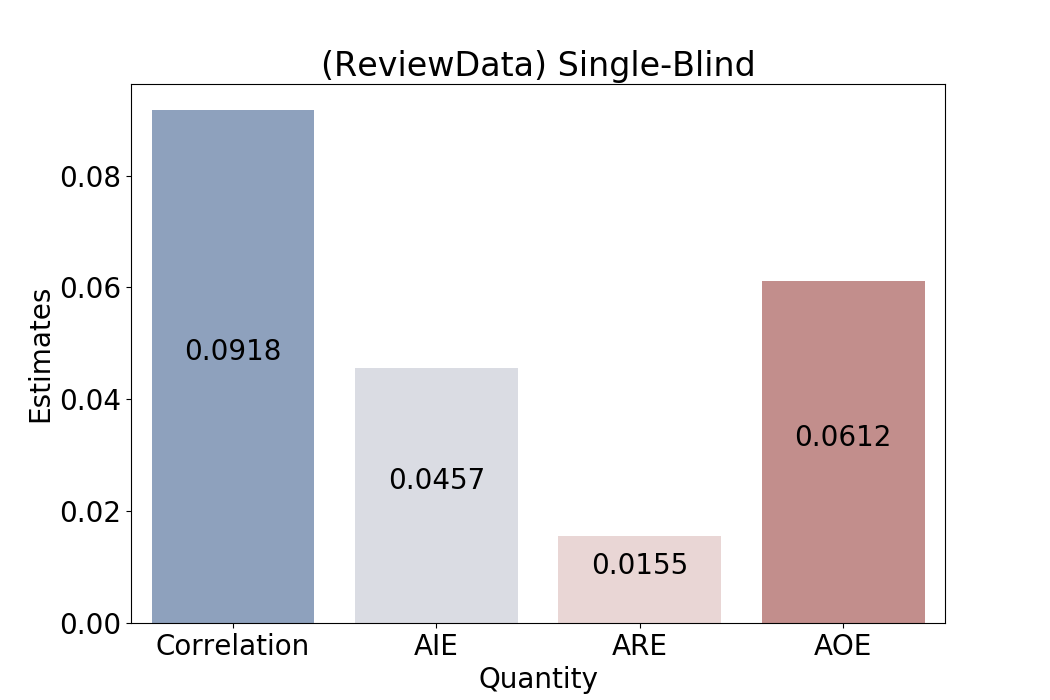 (ReviewData) Single-Blind
Estimates
0.08
0.06
0.04
0.02
0.00
0.0918
0.0457
0.0155
0.0612
Correlation AIE ARE AOE
Quantity